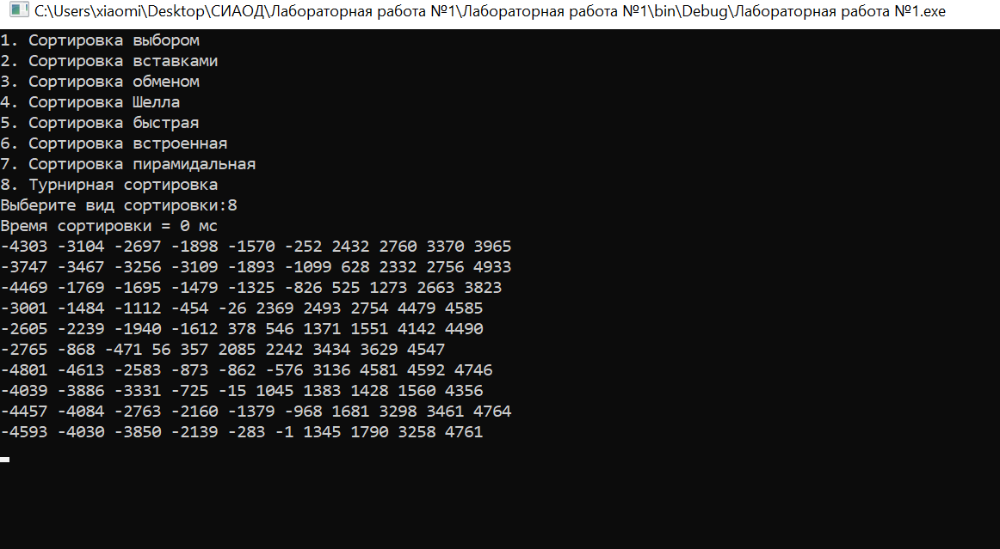 C:\Users\xiaomi\Desktop\СИАОД\Лабораторная работа №1\Лабораторная работа №1\bin\Debug\Лабораторная работа №1.exe
1. Сортировка выбором
2. Сортировка вставками
3. Сортировка обменом
4. Сортировка Шелла
5. Сортировка быстрая
6. Сортировка встроенная
7. Сортировка пирамидальная
8. Турнирная сортировка
Выберите вид сортировки:8
Время сортировки = 0 мс
-4303 -3104 -2697 -1898 -1570 -252 2432 2760 3370 3965
-3747 -3467 -3256 -3109 -1893 -1099 628 2332 2756 4933
-4469 -1769 -1695 -1479 -1325 -826 525 1273 2663 3823
-3001 -1484 -1112 -454 -26 2369 2493 2754 4479 4585
-2605 -2239 -1940 -1612 378 546 1371 1551 4142 4490
-2765 -868 -471 56 357 2085 2242 3434 3629 4547
-4801 -4613 -2583 -873 -862 -576 3136 4581 4592 4746
-4039 -3886 -3331 -725 -15 1045 1383 1428 1560 4356
-4457 -4084 -2763 -2160 -1379 -968 1681 3298 3461 4764
-4593 -4030 -3850 -2139 -283 -1 1345 1790 3258 4761